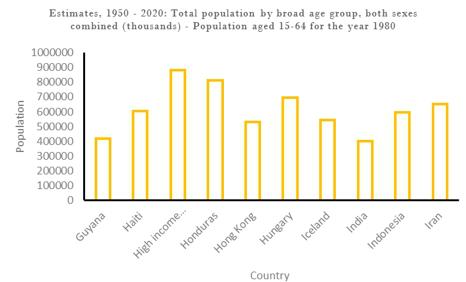 Estimates, 1950 - 2020: Total population by broad age group, both sexes
combined (thousands) - Population aged 15-64 for the year 1980
1000000
900000
800000
700000
600000
500000
400000
300000
200000
100000
0
Population
Guyana
Haiti
High income...
Honduras
Hong Kong
Hungary
Iceland
India
Indonesia
Iran
Country